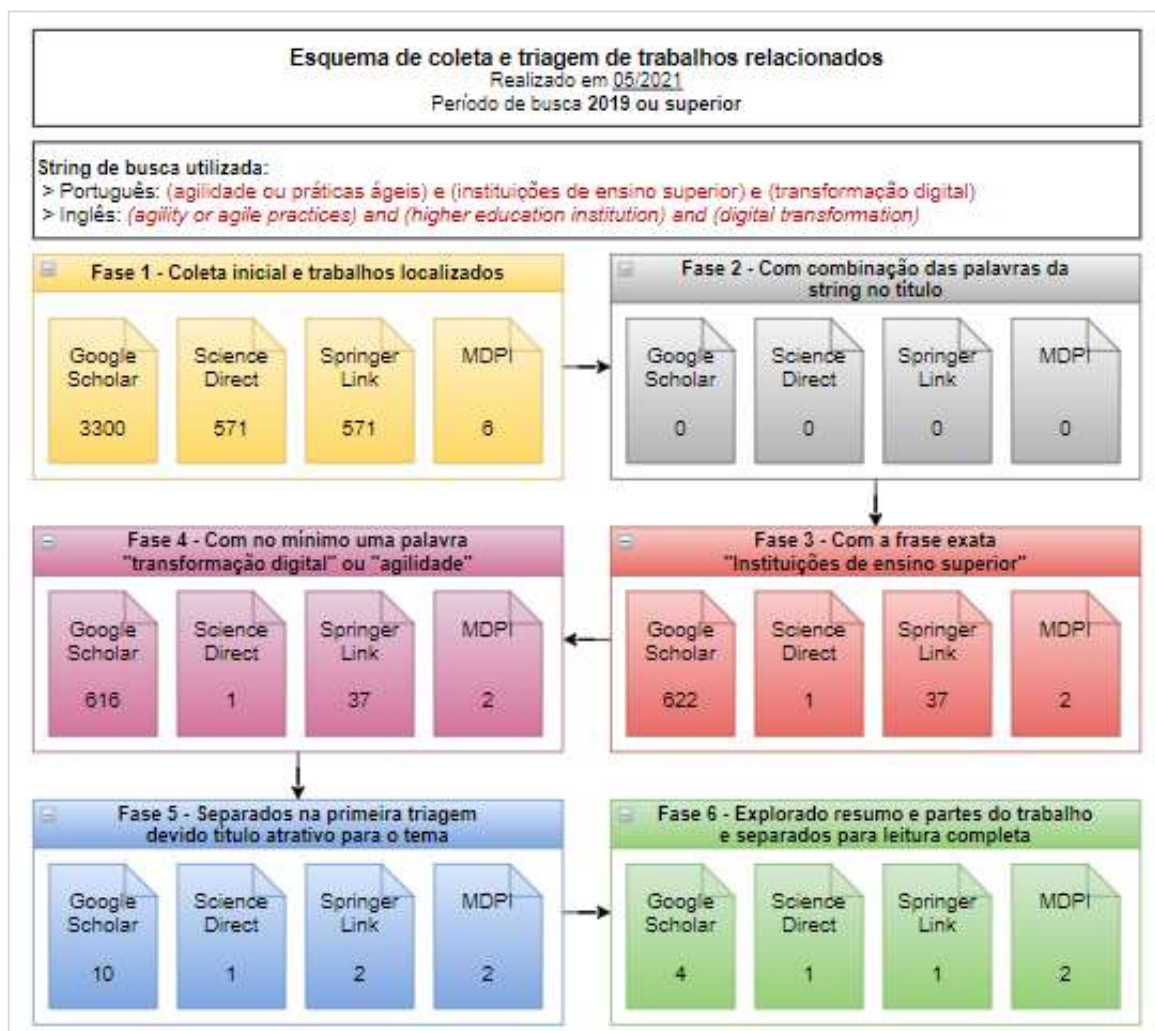 Esquema de coleta e triagem de trabalhos relacionados
Realizado em 05/2021
Período de busca 2019 ou superior
String de busca utilizada:
> Português: (agilidade ou práticas ágeis) e (instituições de ensino superior) e (transformação digital)
> Inglês: (agility or agile practices) and (higher education institution) and (digital transformation)
Fase 1 - Coleta inicial e trabalhos localizados
Google
Scholar
3300
Science
Direct
571
Springer
Link
571
MDPI
6
Fase 2 - Com combinação das palavras da
string no título
Google
Scholar
0
Science
Direct
0
Springer
Link
0
MDPI
0
Fase 3 - Com a frase exata
"Instituições de ensino superior"
Google
Scholar
622
Science
Direct
1
Springer
Link
37
MDPI
2
Fase 4 - Com no mínimo uma palavra
"transformação digital" ou "agilidade"
Google
Scholar
616
Science
Direct
1
Springer
Link
37
MDPI
2
Fase 5 - Separados na primeira triagem
devido título atrativo para o tema
Google
Scholar
10
Science
Direct
1
Springer
Link
2
MDPI
2
Fase 6 - Explorado resumo e partes do trabalho
e separados para leitura completa
Google
Scholar
4
Science
Direct
1
Springer
Link
1
MDPI
2